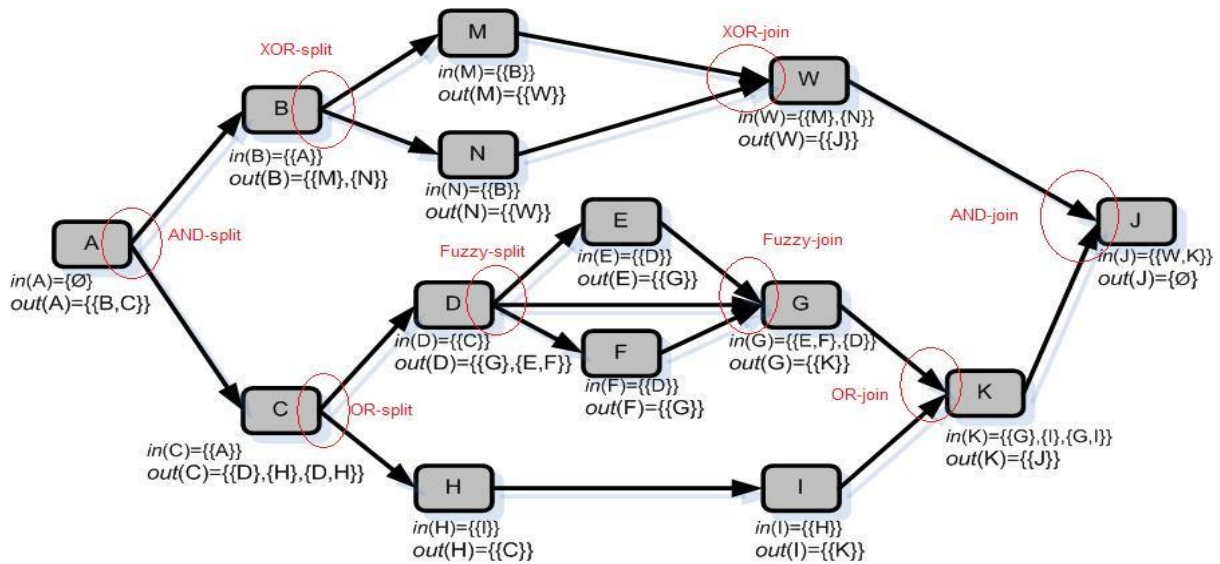 M
XOR-split
XOR-join
in(M)={{B}}
out(M)={{W}}
W
B
in(W)={{M},{N}}
out(W)={{J}}
N
in(B)={{A}}
out(B)={{M},{N}}
in(N)={{B}}
out(N)={{W}}
A
AND-split
in(A)={Ø}
out(A)={{B,C}}
E
Fuzzy-split
Fuzzy-join
in(E)={{D}}
out(E)={{G}}
AND-join
J
in(J)={{W,K}}
out(J)={Ø}
D
in(D)={{C}}
out(D)={{G},{E,F}}
G
in(G)={{E,F},{D}}
out(G)={{K}}
F
in(F)={{D}}
out(F)={{G}}
C
OR-split
in(C)={{A}}
out(C)={{D},{H},{D,H}}
OR-join
K
in(K)={{G},{I},{G,I}}
out(K)={{J}}
H
in(H)={{I}}
out(H)={{C}}
I
in(I)={{H}}
out(I)={{K}}